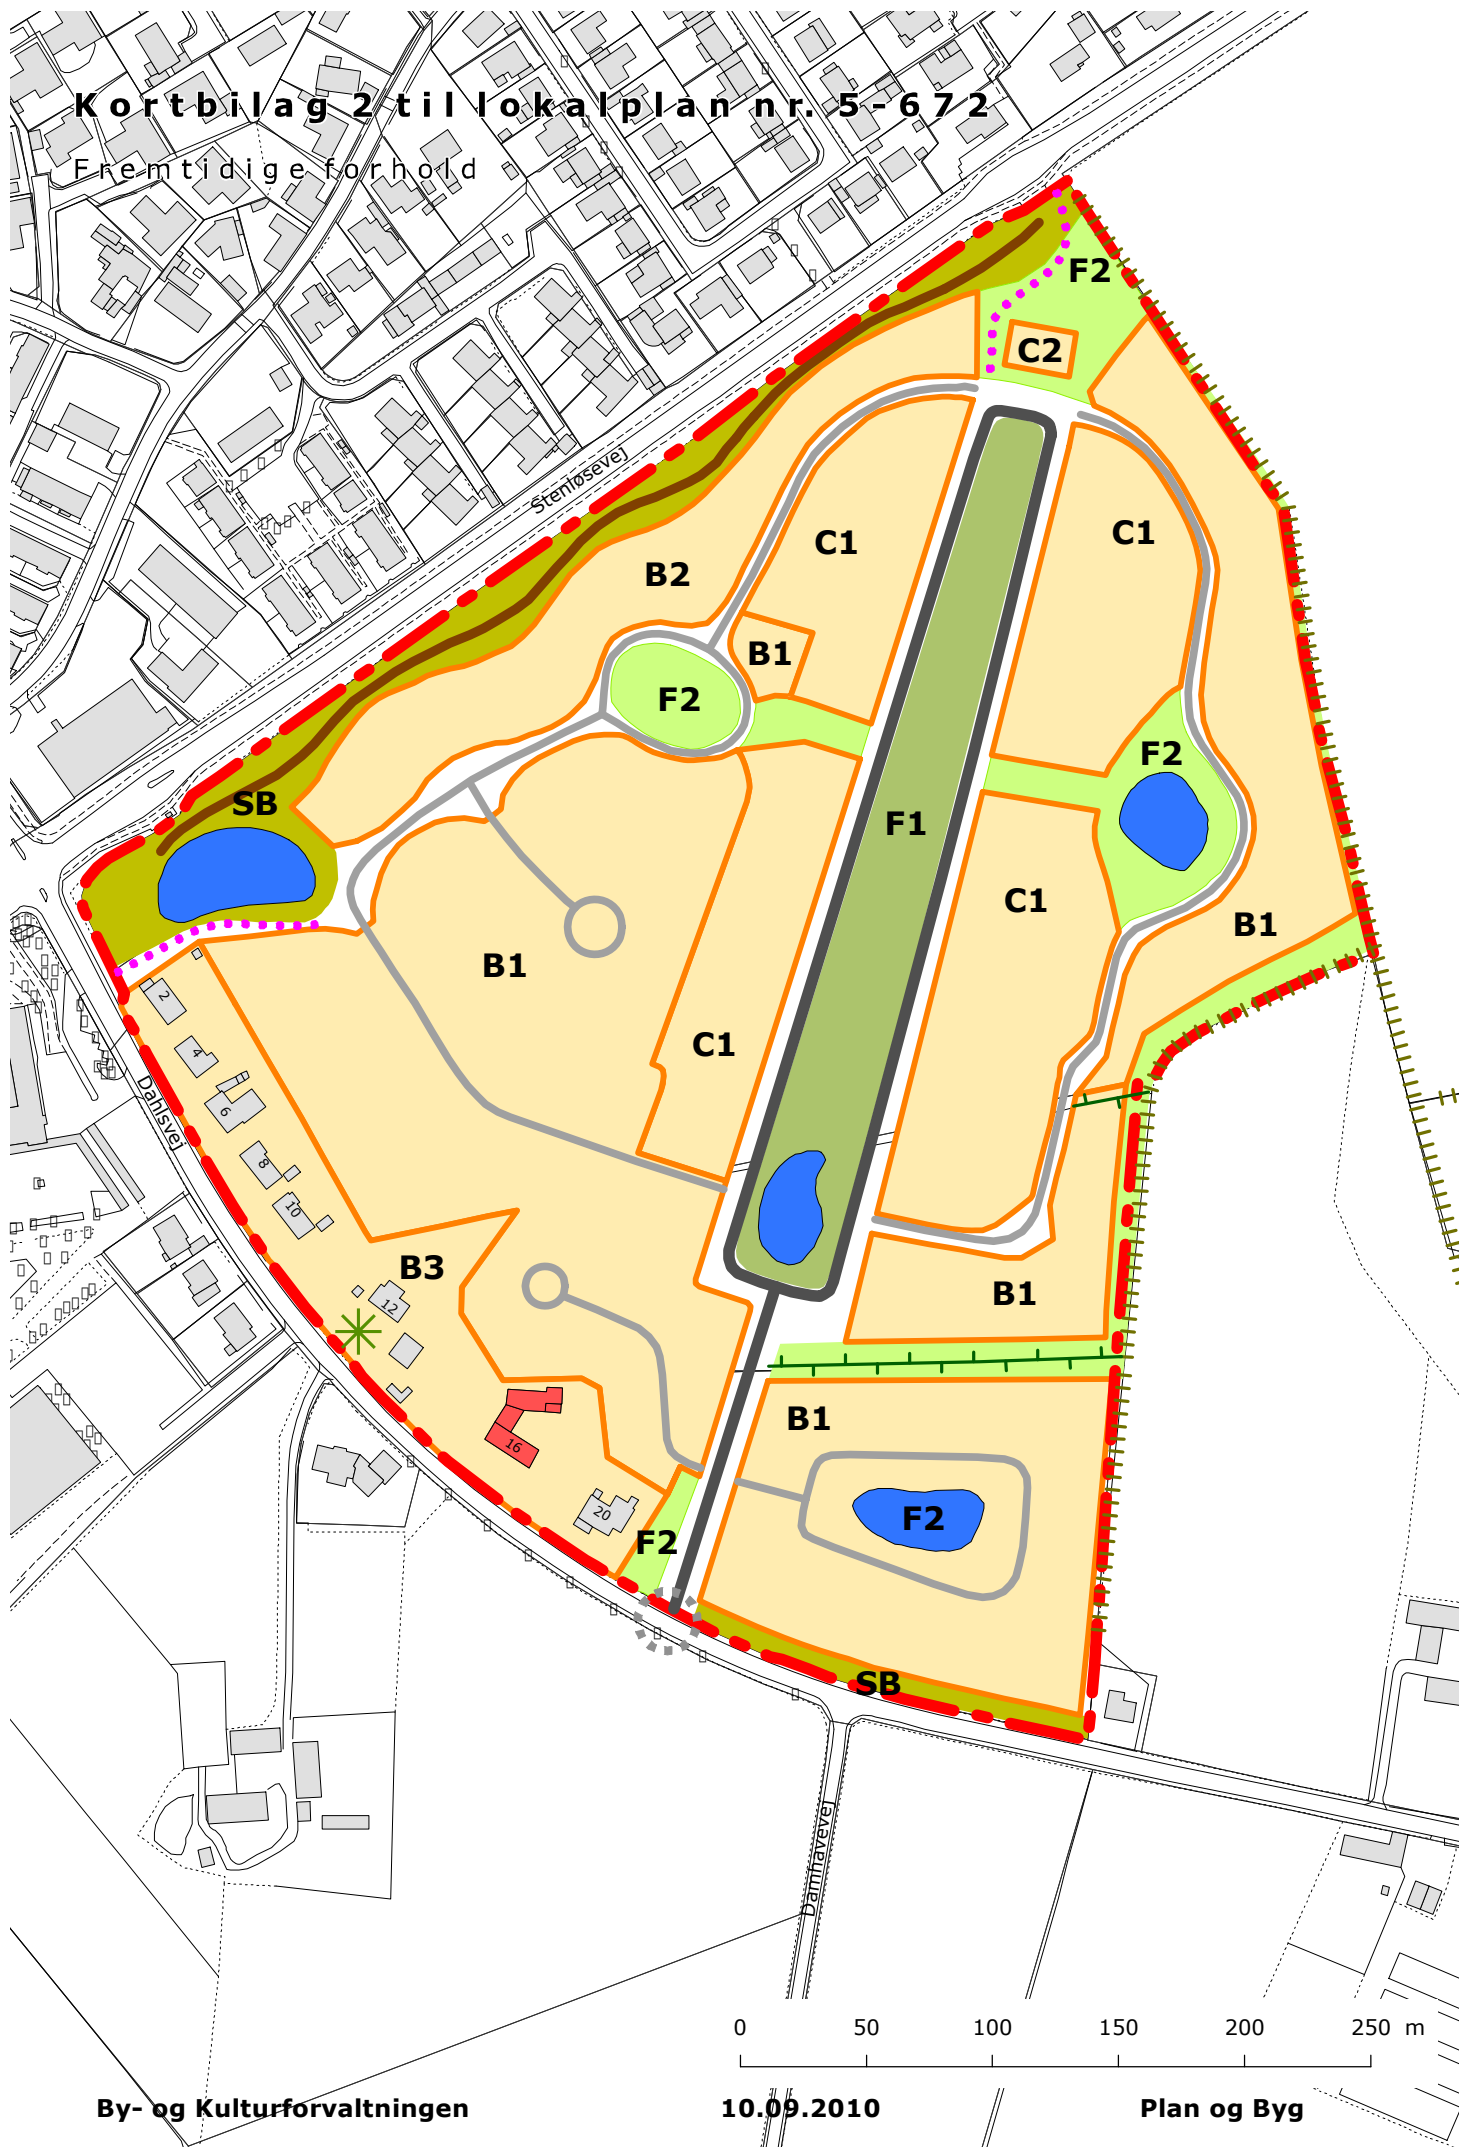 Kortbilag 2 til lokalplan nr. 5-672
Fremtidige forhold
F2
C2
Stenløsevej
C1
C1
B2
B1
F2
F2
SB
F1
C1
B1
B1
C1
2
4
Dahlsvej
6
8
10
B3
12
B1
B1
16
20
F2
F2
SB
Damhavevej
0 50 100 150 200 250 m
By- og Kulturforvaltningen 10.09.2010 Plan og Byg